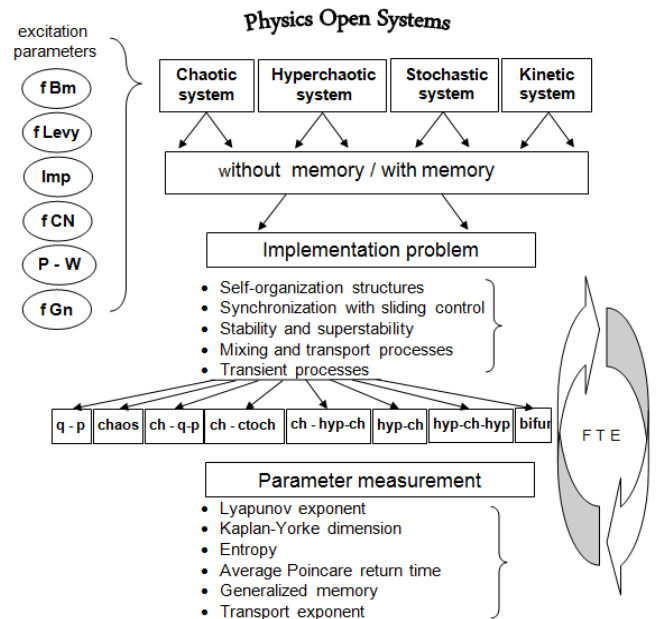 Physics Open Systems
excitation
parameters
f Bm
f Levy
Imp
f CN
P - W
f Gn
Chaotic
system
Hyperchaotic
system
Stochastic
system
Kinetic
system
without memory / with memory
Implementation problem
• Self-organization structures
• Synchronization with sliding control
• Stability and superstability
• Mixing and transport processes
• Transient processes
q - p
chaos
ch - q-p
ch - ctoch
ch - hyp-ch
hyp-ch
hyp-ch-hyp
bifur
F T E
Parameter measurement
• Lyapunov exponent
• Kaplan-Yorke dimension
• Entropy
• Average Poincare return time
• Generalized memory
• Transport exponent